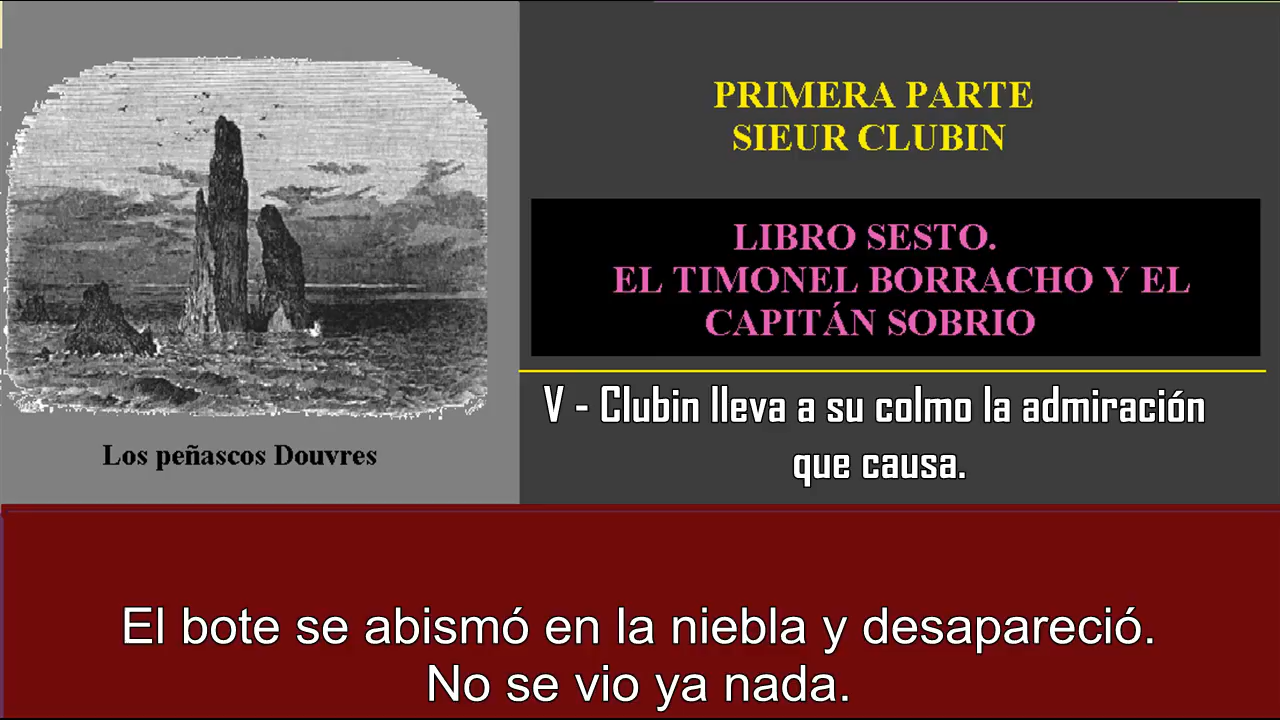 PRIMERA PARTE
SIEUR CLUBIN
LIBRO SESTO.
EL TIMONEL BORRACHO Y EL
CAPITÁN SOBRIO
V - Clubin lleva a su colmo la admiración
que causa.
Los peñascos Douvres
El bote se abismó en la niebla y desapareció.
No se vio ya nada.